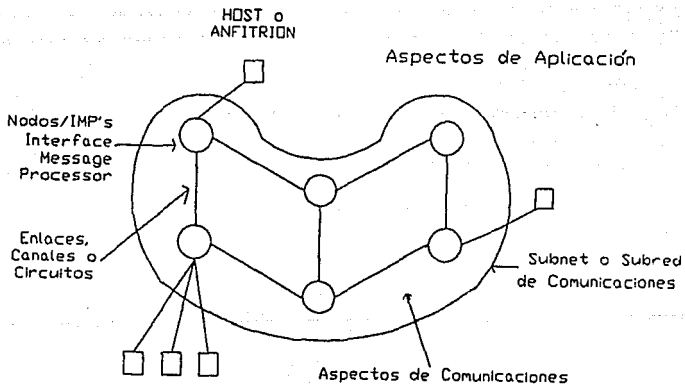 HOST o
ANFITRION
Aspectos de Aplicación
Nodos/IMP's
Interface
Message
Processor
Enlaces,
Canales o
Circuitos
Subnet o Subred
de Comunicaciones
Aspectos de Comunicaciones